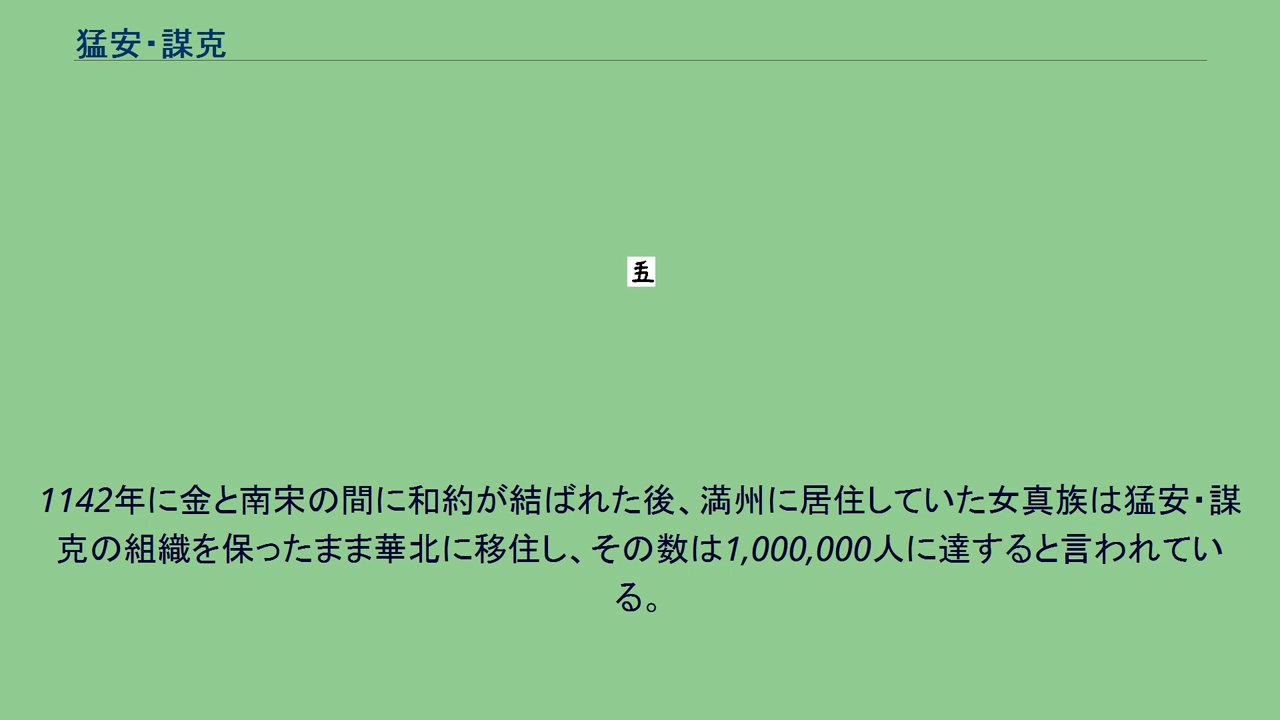 猛安・謀克
1142年に金と南宋の間に和約が結ばれた後、満州に居住していた女真族は猛安・謀
克の組織を保ったまま華北に移住し、その数は1,000,000人に達すると言われてい
る。